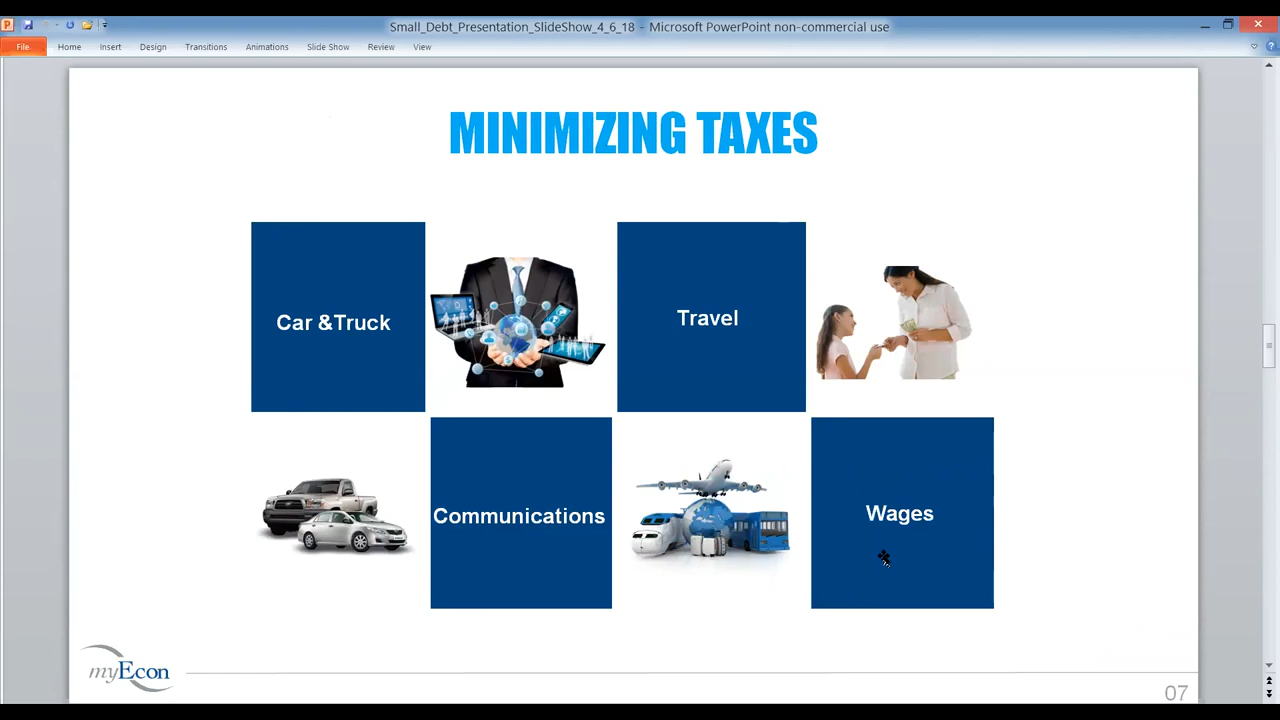 Small_Debt_Presentation_SlideShow_4_6_18 - Microsoft PowerPoint non-commercial use
File Home Insert Design Transitions Animations Slide Show Review View
MINIMIZING TAXES
Car &Truck
Travel
Communications
Wages
myEcon
07